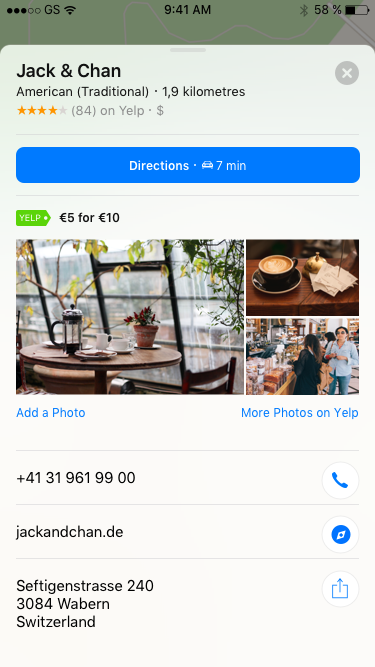 GS 9:41 AM 58 %
Jack & Chan
American (Traditional) · 1,9 kilometres
(84) on Yelp · $
Directions · 7 min
YELP €5 for €10
Add a Photo More Photos on Yelp
+41 31 961 99 00
jackandchan.de
Seftigenstrasse 240
3084 Wabern
Switzerland